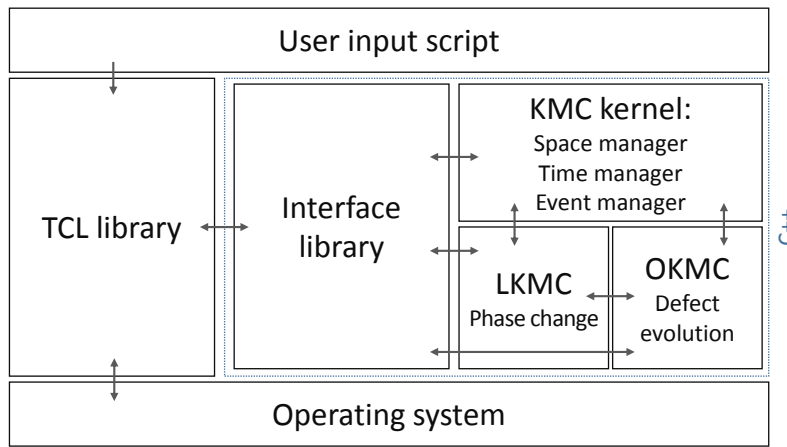 User input script
TCL library
Interface
library
KMC kernel:
Space manager
Time manager
Event manager
LKMC
Phase change
OKMC
Defect
evolution
C++
Operating system